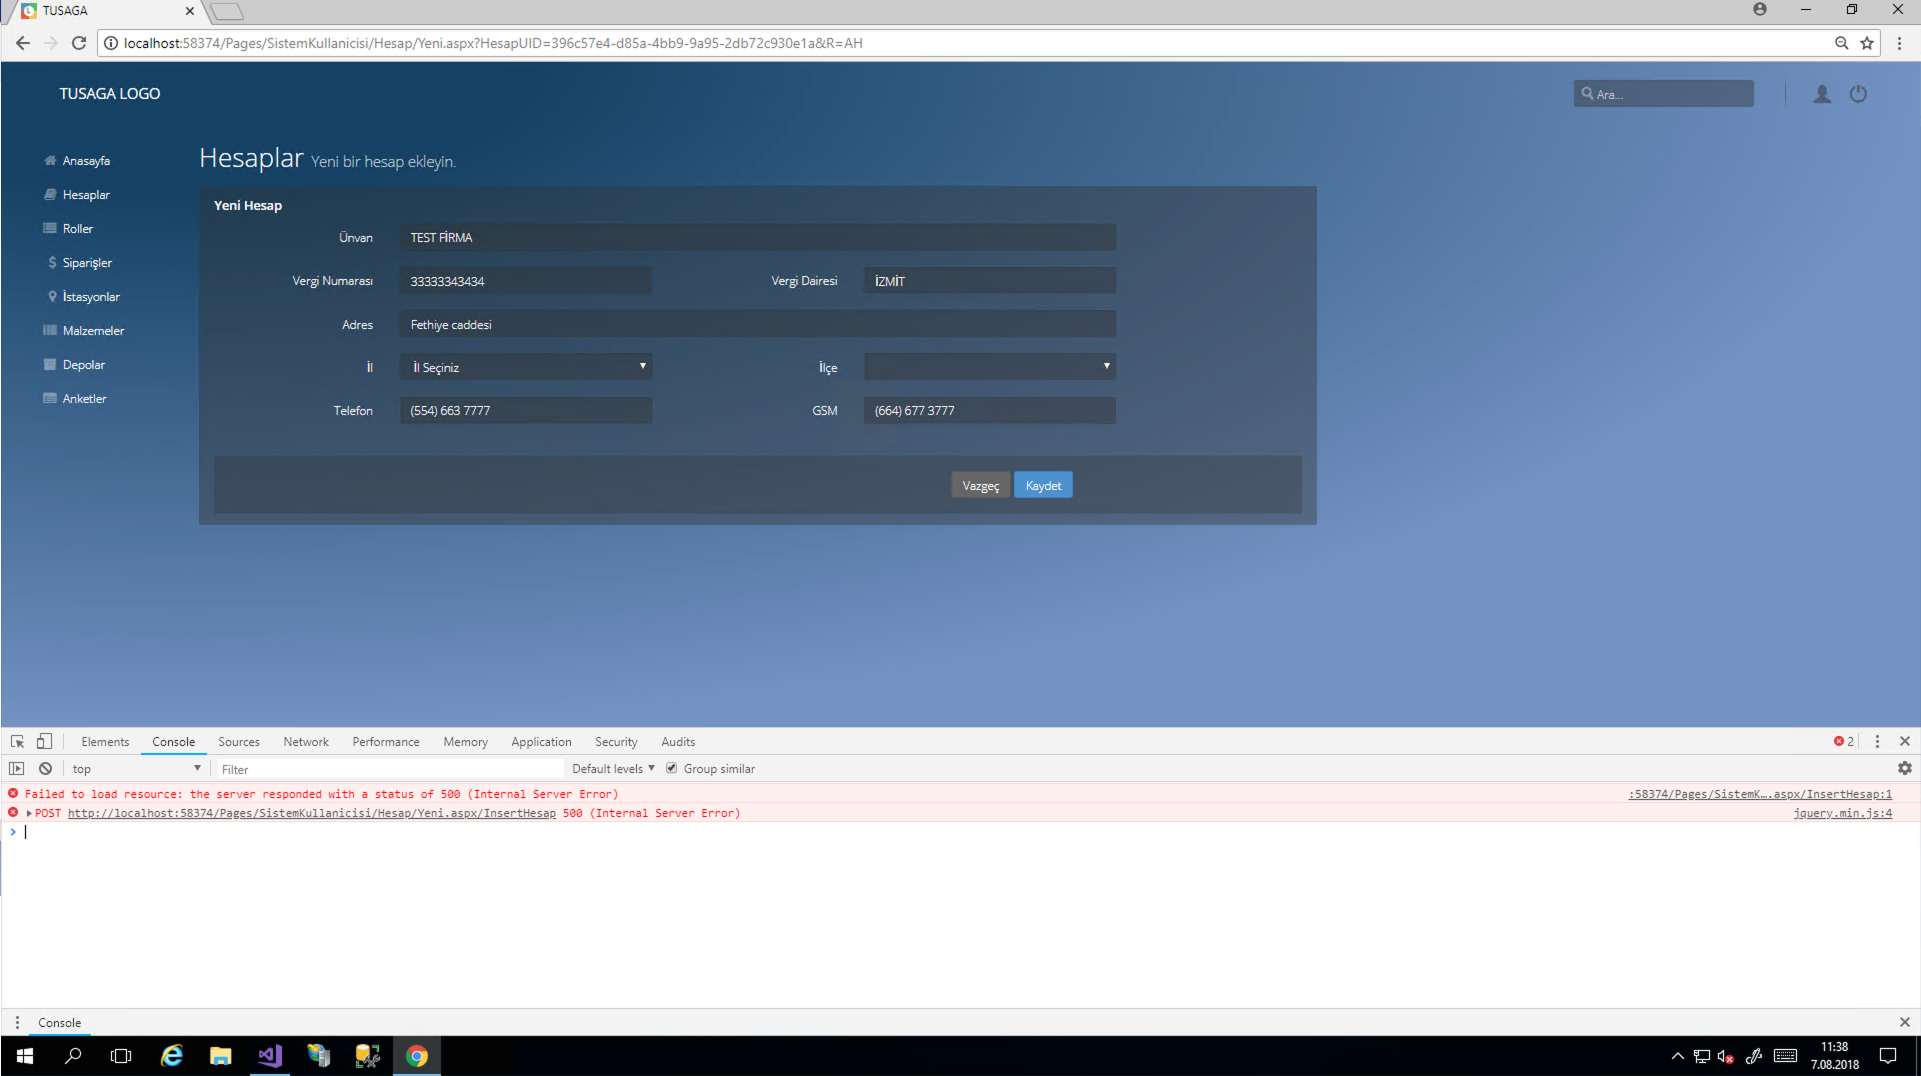 TUSAGA
localhost:58374/Pages/SistemKullanicisi/Hesap/Yeni.aspx?HesapUID=396c57e4-d85a-4bb9-9a95-2db72c930e1a&R=AH
TUSAGA LOGO
Ara...
Anasayfa
Hesaplar
Roller
Siparişler
İstasyonlar
Malzemeler
Depolar
Anketler
Hesaplar Yeni bir hesap ekleyin.
Yeni Hesap
Ünvan TEST FİRMA
Vergi Numarası 33333343434 Vergi Dairesi İZMİT
Adres Fethiye caddesi
İl İl Seçiniz İlçe
Telefon (554) 663 7777 GSM (664) 677 3777
Vazgeç Kaydet
Elements Console Sources Network Performance Memory Application Security Audits 2
top Filter Default levels Group similar
Failed to load resource: the server responded with a status of 500 (Internal Server Error) :58374/Pages/SistemK….aspx/InsertHesap:1
POST http://localhost:58374/Pages/SistemKullanicisi/Hesap/Yeni.aspx/InsertHesap 500 (Internal Server Error) jquery.min.js:4
Console
11:38
7.08.2018